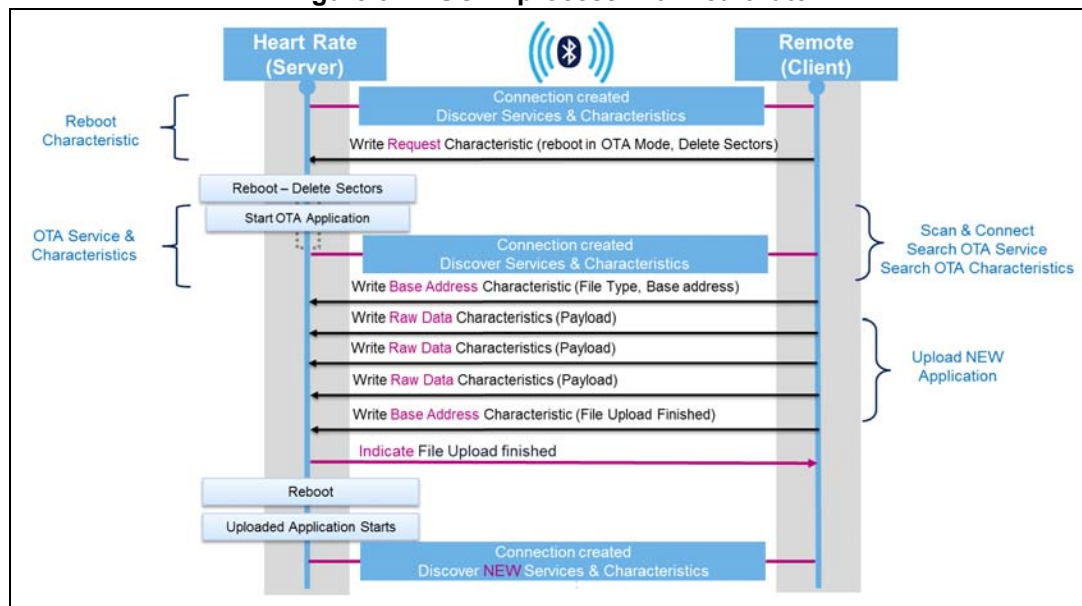 Heart Rate
(Server)
Remote
(Client)
Connection created
Discover Services & Characteristics
Reboot
Characteristic
Write Request Characteristic (reboot in OTA Mode, Delete Sectors)
Reboot – Delete Sectors
Start OTA Application
OTA Service &
Characteristics
Scan & Connect
Search OTA Service
Search OTA Characteristics
Connection created
Discover Services & Characteristics
Write Base Address Characteristic (File Type, Base address)
Write Raw Data Characteristics (Payload)
Write Raw Data Characteristics (Payload)
Write Raw Data Characteristics (Payload)
Upload NEW
Application
Write Base Address Characteristic (File Upload Finished)
Indicate File Upload finished
Reboot
Uploaded Application Starts
Connection created
Discover NEW Services & Characteristics